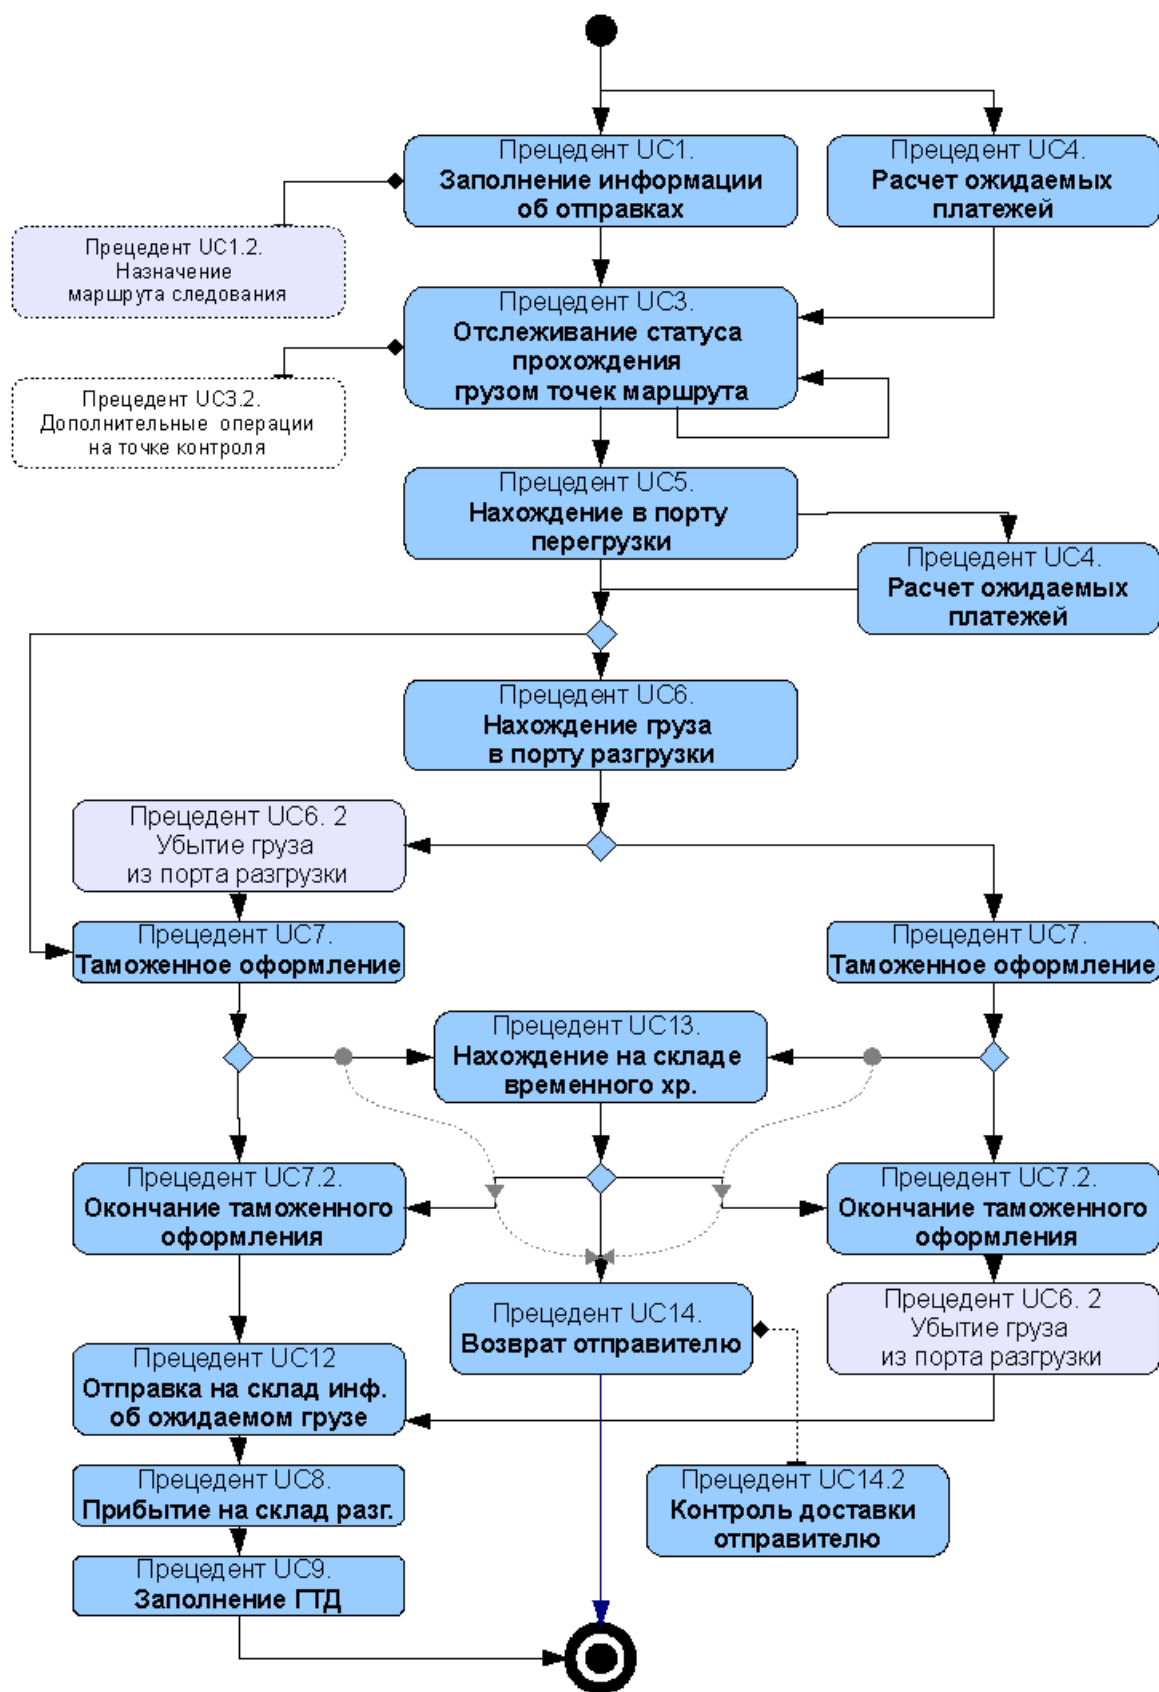 Прецедент UC1.
Заполнение информации
об отправках
Прецедент UC4.
Расчет ожидаемых
платежей
Прецедент UC1.2.
Назначение
маршрута следования
Прецедент UC3.
Отслеживание статуса
прохождения
грузом точек маршрута
Прецедент UC3.2.
Дополнительные операции
на точке контроля
Прецедент UC5.
Нахождение в порту
перегрузки
Прецедент UC4.
Расчет ожидаемых
платежей
Прецедент UC6.
Нахождение груза
в порту разгрузки
Прецедент UC6. 2
Убытие груза
из порта разгрузки
Прецедент UC7.
Таможенное оформление
Прецедент UC7.
Таможенное оформление
Прецедент UC13.
Нахождение на складе
временного хр.
Прецедент UC7.2.
Окончание таможенного
оформления
Прецедент UC7.2.
Окончание таможенного
оформления
Прецедент UC14.
Возврат отправителю
Прецедент UC6. 2
Убытие груза
из порта разгрузки
Прецедент UC12
Отправка на склад инф.
об ожидаемом грузе
Прецедент UC8.
Прибытие на склад разг.
Прецедент UC14.2
Контроль доставки
отправителю
Прецедент UC9.
Заполнение ГТД